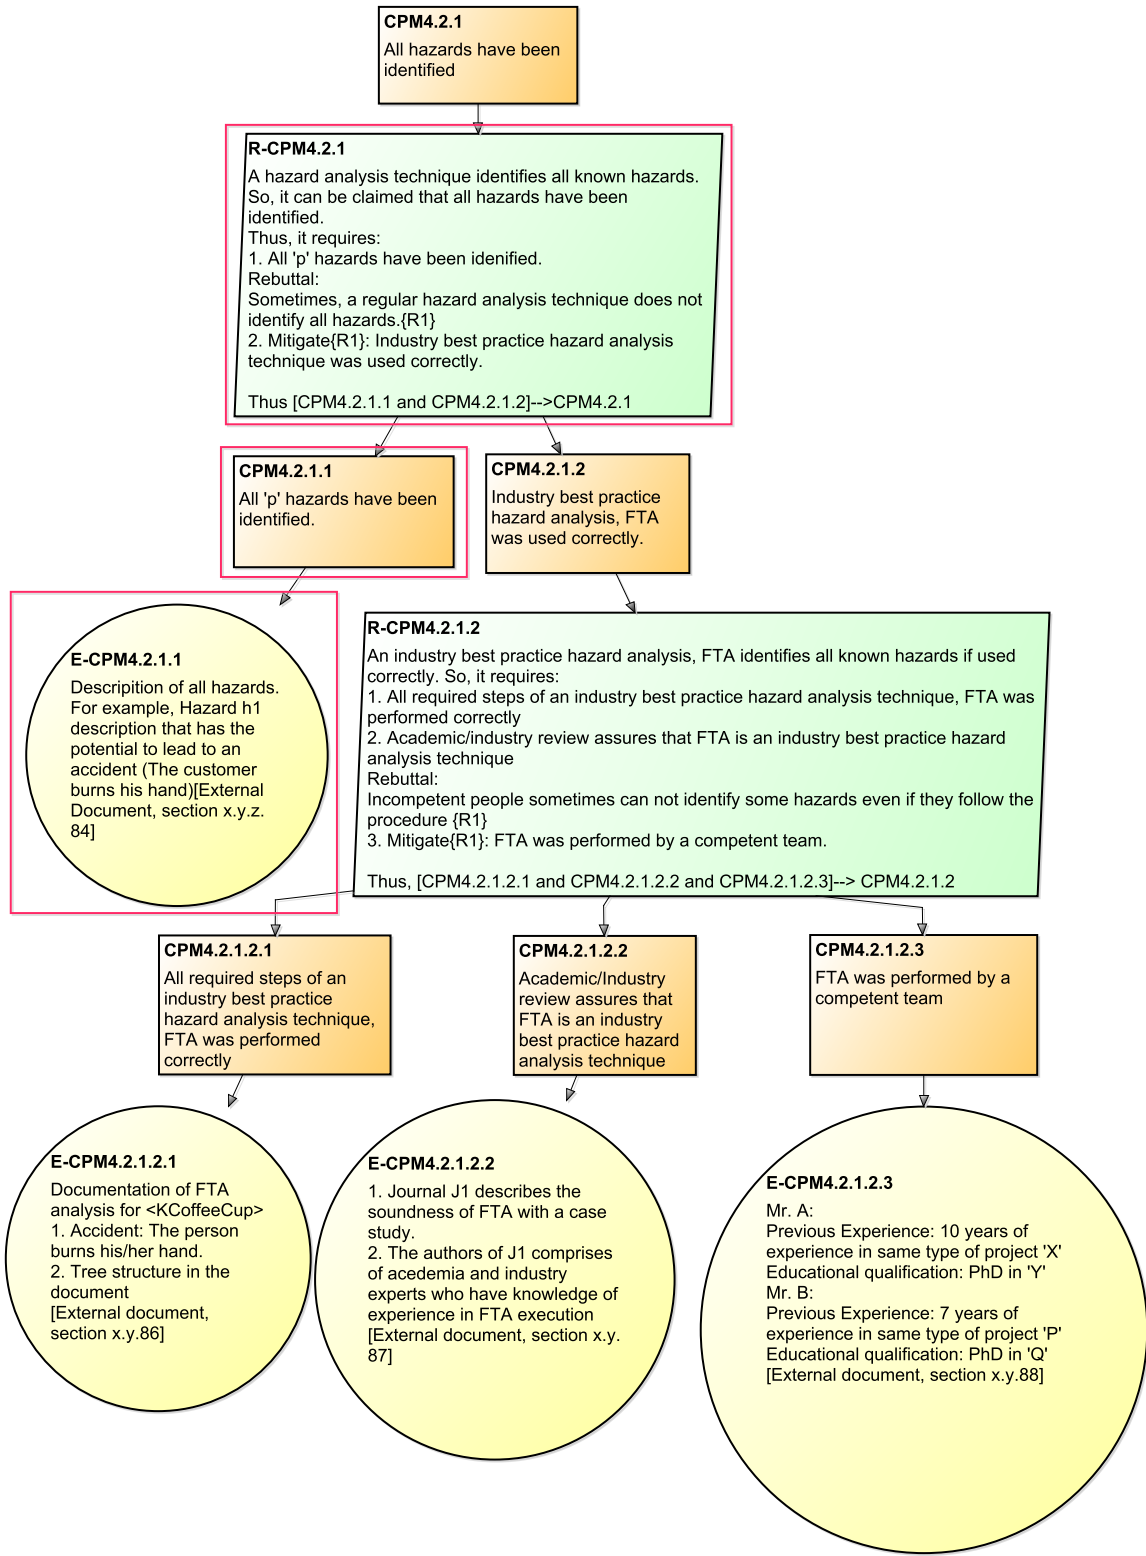 CPM4.2.1
All hazards have been
identified
R-CPM4.2.1
A hazard analysis technique identifies all known hazards.
So, it can be claimed that all hazards have been
identified.
Thus, it requires:
1. All 'p' hazards have been idenified.
Rebuttal:
Sometimes, a regular hazard analysis technique does not
identify all hazards.{R1}
2. Mitigate{R1}: Industry best practice hazard analysis
technique was used correctly.
Thus [CPM4.2.1.1 and CPM4.2.1.2]-->CPM4.2.1
CPM4.2.1.1
All 'p' hazards have been
identified.
CPM4.2.1.2
Industry best practice
hazard analysis, FTA
was used correctly.
E-CPM4.2.1.1
Descripition of all hazards.
For example, Hazard h1
description that has the
potential to lead to an
accident (The customer
burns his hand)[External
Document, section x.y.z.
84]
R-CPM4.2.1.2
An industry best practice hazard analysis, FTA identifies all known hazards if used
correctly. So, it requires:
1. All required steps of an industry best practice hazard analysis technique, FTA was
performed correctly
2. Academic/industry review assures that FTA is an industry best practice hazard
analysis technique
Rebuttal:
Incompetent people sometimes can not identify some hazards even if they follow the
procedure {R1}
3. Mitigate{R1}: FTA was performed by a competent team.
Thus, [CPM4.2.1.2.1 and CPM4.2.1.2.2 and CPM4.2.1.2.3]--> CPM4.2.1.2
CPM4.2.1.2.1
All required steps of an
industry best practice
hazard analysis technique,
FTA was performed
correctly
CPM4.2.1.2.2
Academic/Industry
review assures that
FTA is an industry
best practice hazard
analysis technique
CPM4.2.1.2.3
FTA was performed by a
competent team
E-CPM4.2.1.2.1
Documentation of FTA
analysis for <KCoffeeCup>
1. Accident: The person
burns his/her hand.
2. Tree structure in the
document
[External document,
section x.y.86]
E-CPM4.2.1.2.2
1. Journal J1 describes the
soundness of FTA with a case
study.
2. The authors of J1 comprises
of acedemia and industry
experts who have knowledge of
experience in FTA execution
[External document, section x.y.
87]
E-CPM4.2.1.2.3
Mr. A:
Previous Experience: 10 years of
experience in same type of project 'X'
Educational qualification: PhD in 'Y'
Mr. B:
Previous Experience: 7 years of
experience in same type of project 'P'
Educational qualification: PhD in 'Q'
[External document, section x.y.88]